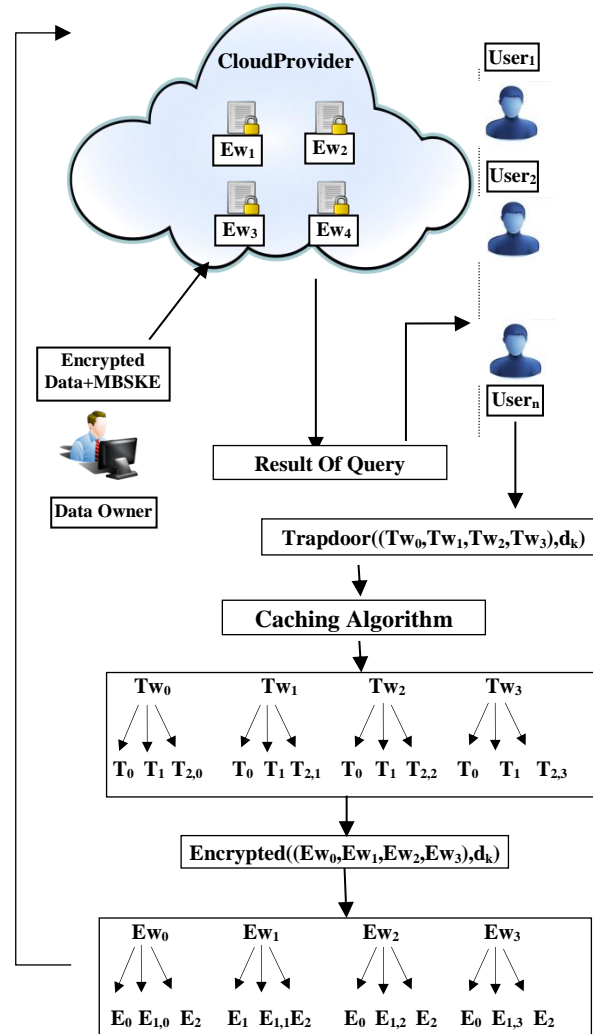 CloudProvider
User₁
Ew₁
Ew₂
User₂
Ew₃
Ew₄
Encrypted
Data+MBSKE
Userₙ
Result Of Query
Data Owner
Trapdoor((Tw₀,Tw₁,Tw₂,Tw₃),dₖ)
Caching Algorithm
Tw₀ Tw₁ Tw₂ Tw₃
T₀ T₁ T₂,₀ T₀ T₁ T₂,₁ T₀ T₁ T₂,₂ T₀ T₁ T₂,₃
Encrypted((Ew₀,Ew₁,Ew₂,Ew₃),dₖ)
Ew₀ Ew₁ Ew₂ Ew₃
E₀ E₁,₀ E₂ E₁ E₁,₁E₂ E₀ E₁,₂ E₂ E₀ E₁,₃ E₂